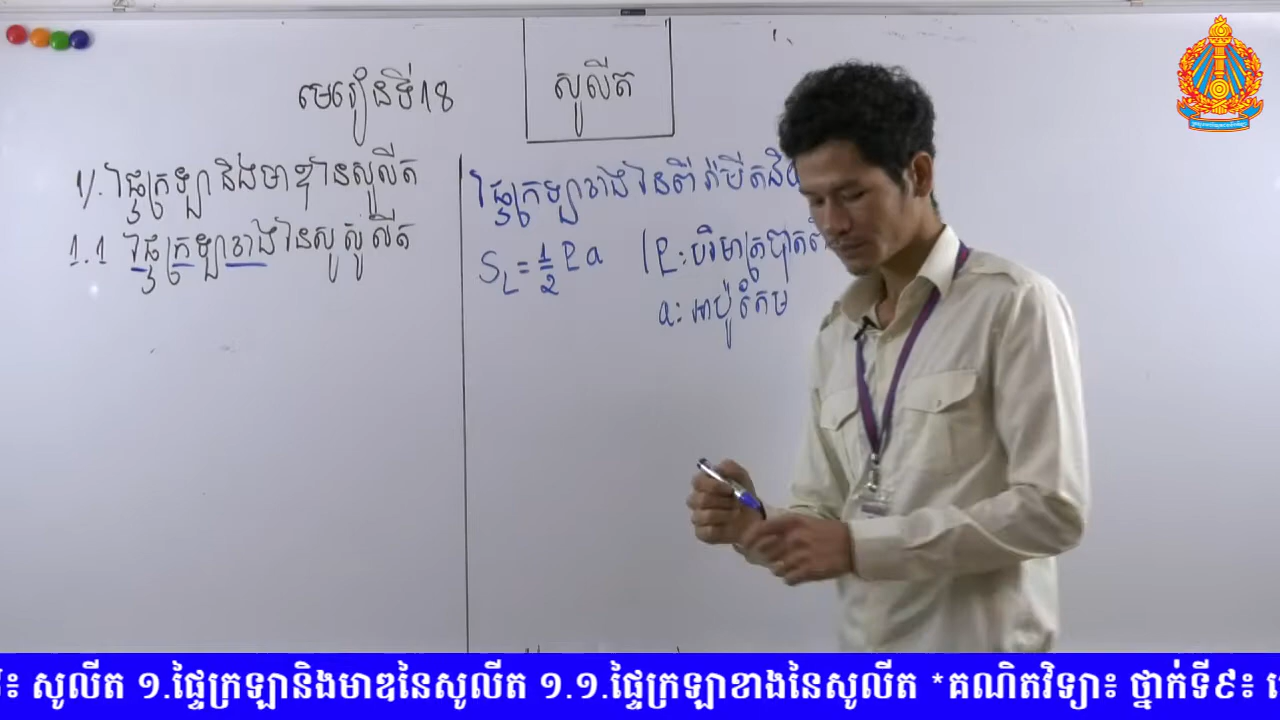 មេរៀនទី18
សូលីត
1/. ផ្ទៃក្រឡានិងមាឌនៃសូលីត
1.1 ផ្ទៃក្រឡាខាងនៃសូសូលីត
ផ្ទៃក្រឡាខាងនៃពីរ៉ាមីតនិ
S_L = 1/2 Pa
P: បរិមាត្របាត
a: អាប៉ូតែម
៖ សូលីត ១.ផ្ទៃក្រឡានិងមាឌនៃសូលីត ១.១.ផ្ទៃក្រឡាខាងនៃសូលីត *គណិតវិទ្យា៖ ថ្នាក់ទី៩៖